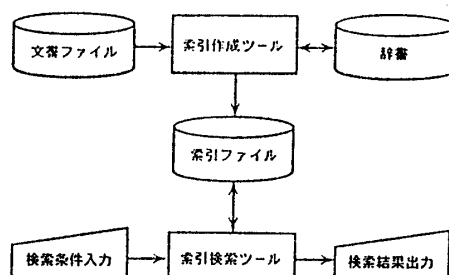 文書ファイル
索引作成ツール
辞書
索引ファイル
検索条件入力
索引検索ツール
検索結果出力